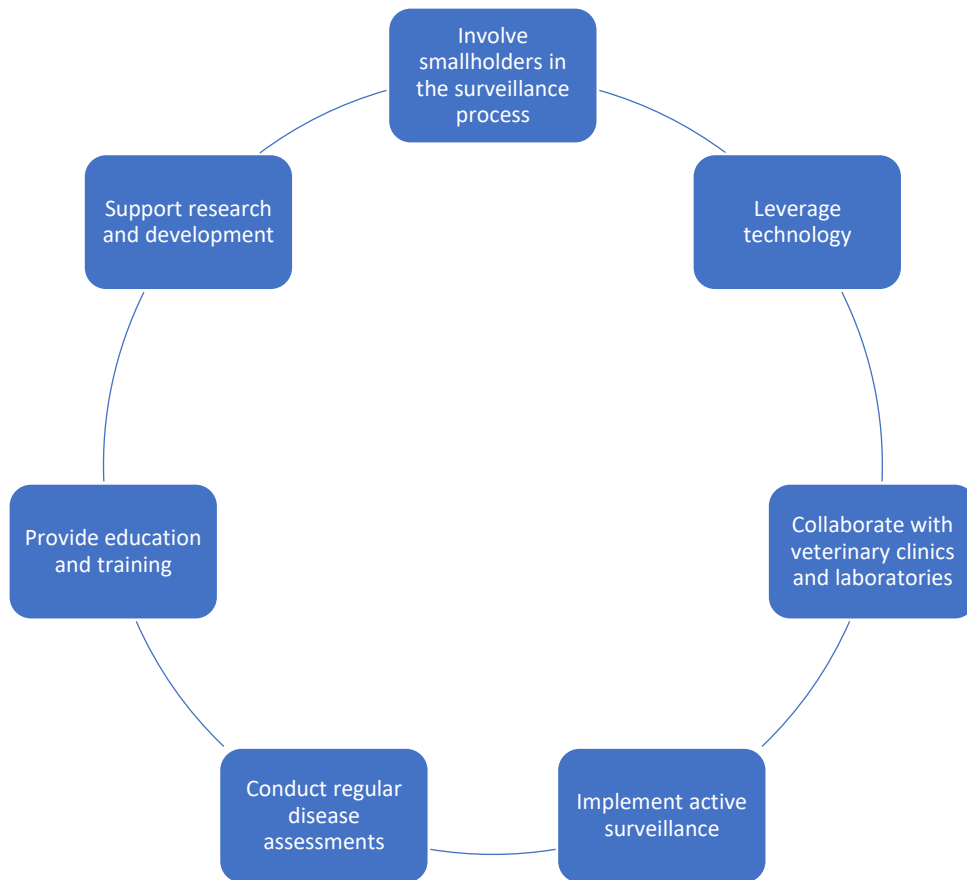 Involve
smallholders in
the surveillance
process
Leverage
technology
Collaborate with
veterinary clinics
and laboratories
Implement active
surveillance
Conduct regular
disease
assessments
Provide education
and training
Support research
and development